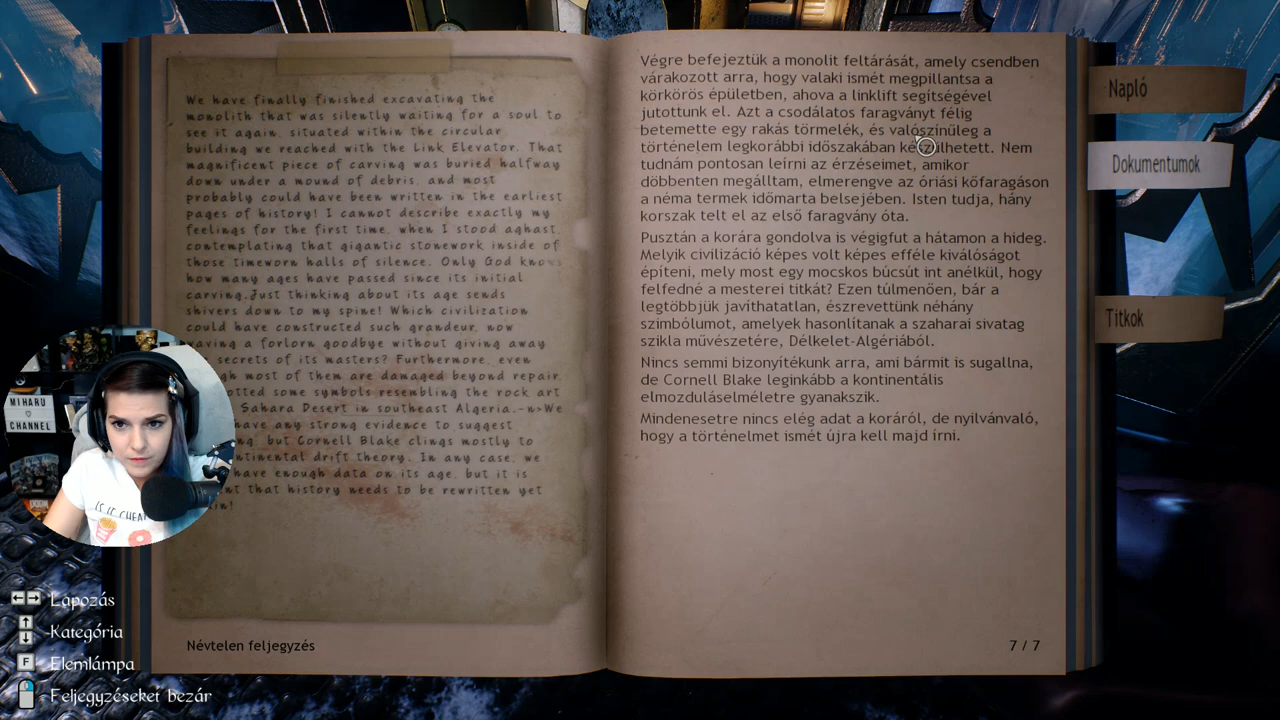 We have finally finished excavating the
monolith that was silently waiting for a soul to
see it again, situated within the circular
building we reached with the Link Elevator. That
magnificent piece of carving was buried halfway
down under a mound of debris, and most
probably could have been written in the earliest
pages of history! I cannot describe exactly my
feelings for the first time, when I stood aghast,
contemplating that gigantic stonework inside of
those timeworn halls of silence. Only God knows
how many ages have passed since its initial
carving.Just thinking about its age sends
shivers down to my spine! Which civilization
could have constructed such grandeur, now
waving a forlorn goodbye without giving away
secrets of its masters? Furthermore, even
most of them are damaged beyond repair,
some symbols resembling the rock art
Sahara Desert in southeast Algeria.-n>We
have any strong evidence to suggest
but Cornell Blake clings mostly to
drift theory. In any case, we
have enough data on its age, but it is
that history needs to be rewritten yet
Névtelen feljegyzés
Végre befejeztük a monolit feltárását, amely csendben
várakozott arra, hogy valaki ismét megpillantsa a
körkörös épületben, ahova a linklift segítségével
jutottunk el. Azt a csodálatos faragványt félig
betemette egy rakás törmelék, és valószínűleg a
történelem legkorábbi időszakában készülhetett. Nem
tudnám pontosan leírni az érzéseimet, amikor
döbbenten megálltam, elmerengve az óriási kőfaragáson
a néma termek időmarta belsejében. Isten tudja, hány
korszak telt el az első faragvány óta.
Pusztán a korára gondolva is végigfut a hátamon a hideg.
Melyik civilizáció képes volt képes efféle kiválóságot
építeni, mely most egy mocskos búcsút int anélkül, hogy
felfedné a mesterei titkát? Ezen túlmenően, bár a
legtöbbjük javíthatatlan, észrevettünk néhány
szimbólumot, amelyek hasonlítanak a szaharai sivatag
szikla művészetére, Délkelet-Algériából.
Nincs semmi bizonyítékunk arra, ami bármit is sugallna,
de Cornell Blake leginkább a kontinentális
elmozduláselméletre gyanakszik.
Mindenesetre nincs elég adat a koráról, de nyilvánváló,
hogy a történelmet ismét újra kell majd írni.
7 / 7
Napló
Dokumentumok
Titkok
MIHARU
CHANNEL
Lapozás
Kategória
F
Elemlámpa
Feljegyzéseket bezár